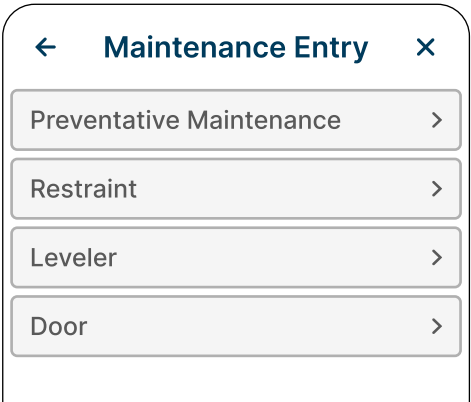 Maintenance Entry
Preventative Maintenance
Restraint
Leveler
Door